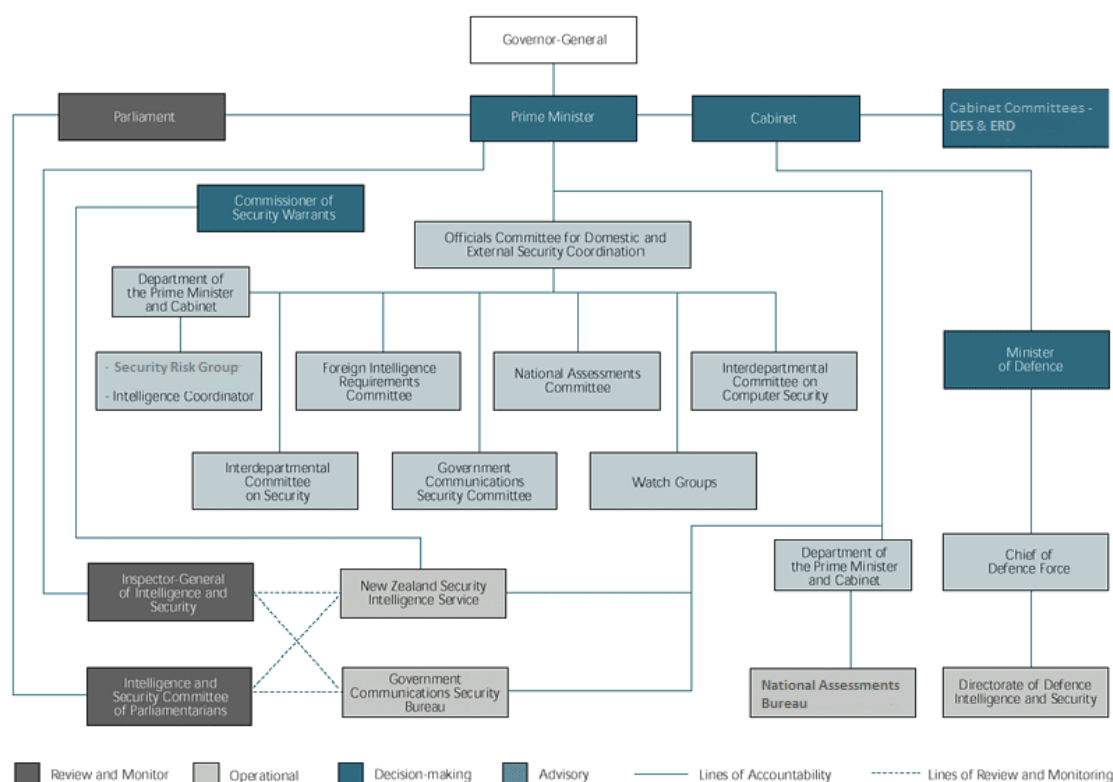 Governor-General
Parliament
Prime Minister
Cabinet
Cabinet Committees -
DES & ERD
Commissioner of
Security Warrants
Officials Committee for Domestic and
External Security Coordination
Department of
the Prime Minister
and Cabinet
· Security Risk Group
- Intelligence Coordinator
Foreign Intelligence
Requirements
Committee
National Assessments
Committee
Interdepartmental
Committee on
Computer Security
Minister
of Defence
Interdepartmental
Committee
on Security
Government
Communications
Security Committee
Watch Groups
Inspector-General
of Intelligence and
Security
New Zealand Security
Intelligence Service
Department of
the Prime Minister
and Cabinet
Chief of
Defence Force
Intelligence and
Security Committee
of Parliamentarians
Government
Communications Security
Bureau
National Assessments
Bureau
Directorate of Defence
Intelligence and Security
Review and Monitor
Operational
Decision-making
Advisory
Lines of Accountability
Lines of Review and Monitoring